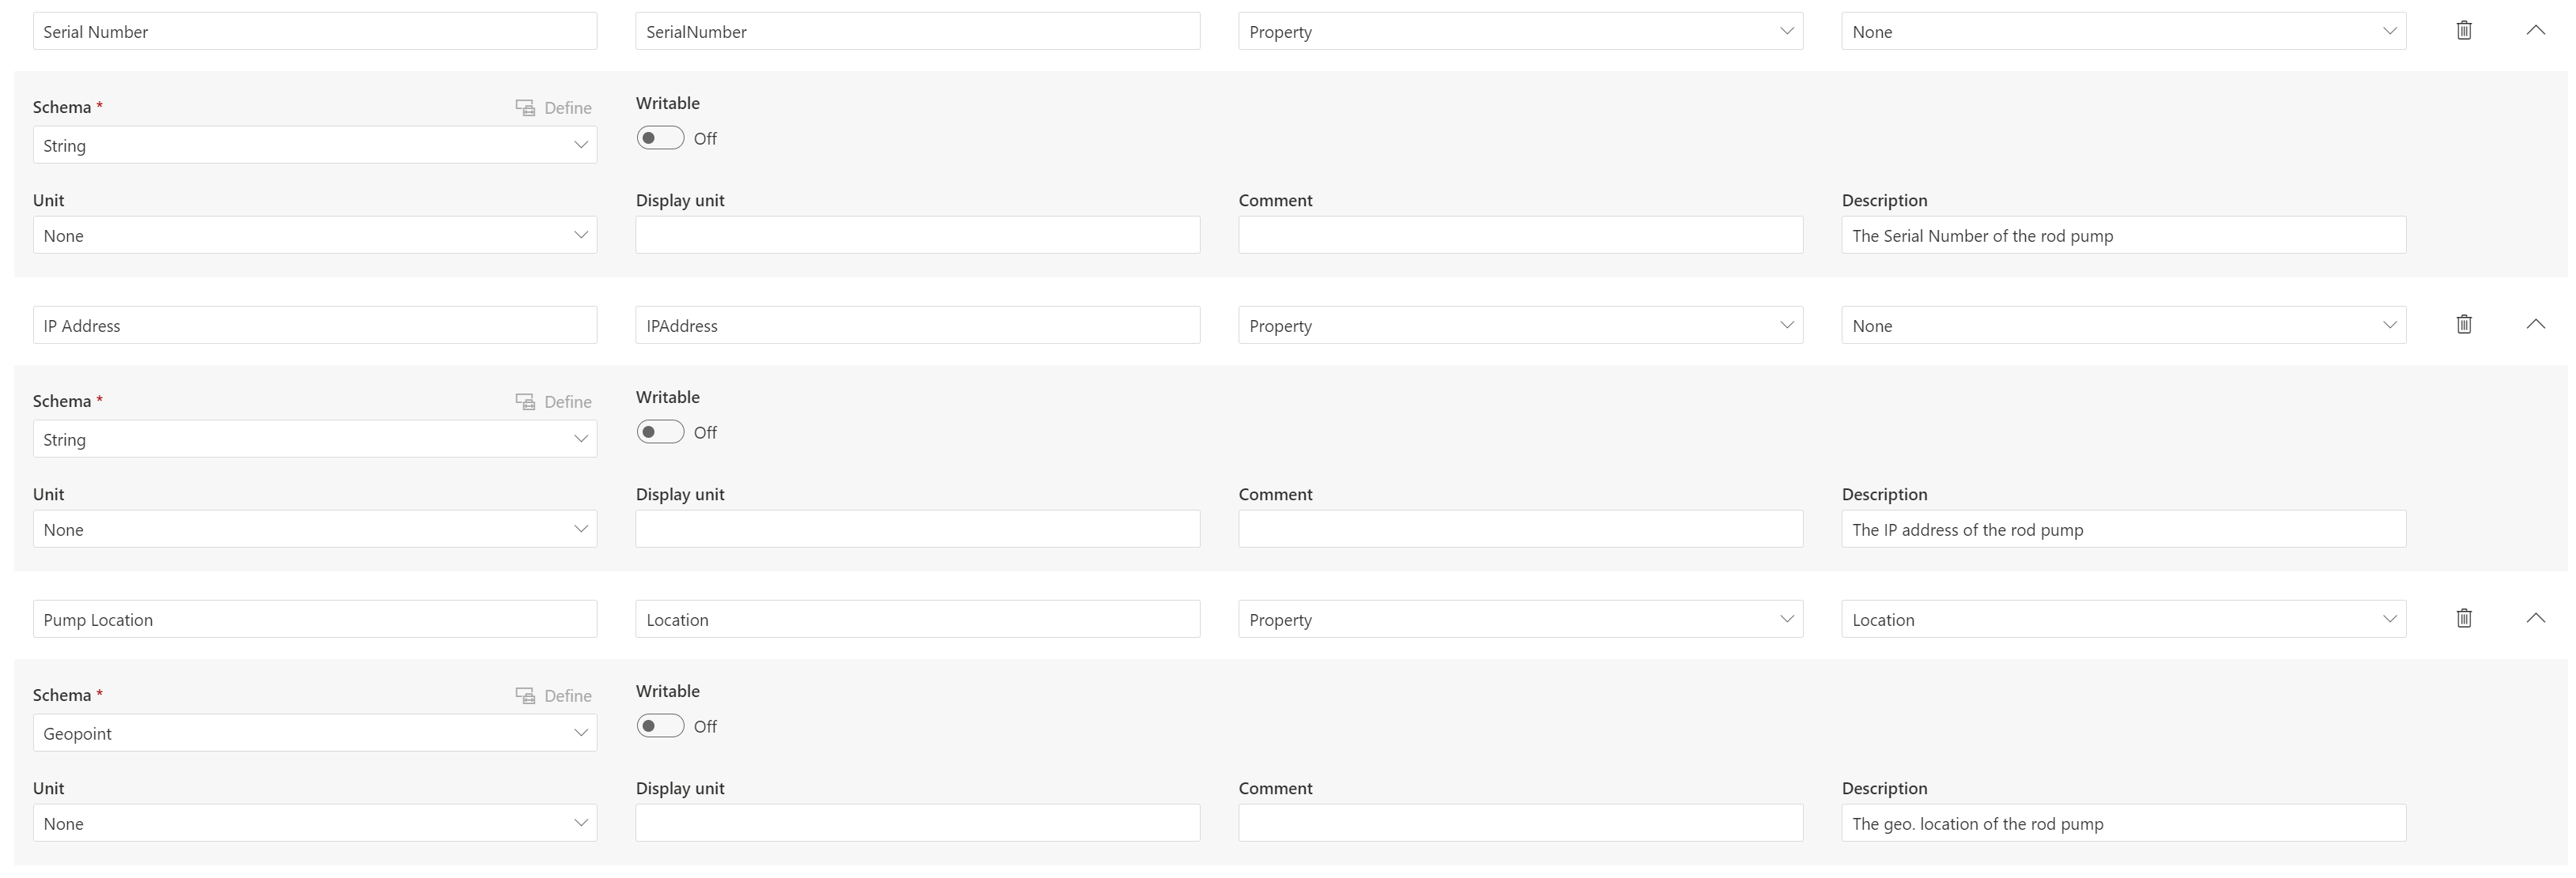 Serial Number SerialNumber Property None
Schema * Define Writable
String Off
Unit Display unit Comment Description
None The Serial Number of the rod pump
IP Address IPAddress Property None
Schema * Define Writable
String Off
Unit Display unit Comment Description
None The IP address of the rod pump
Pump Location Location Property Location
Schema * Define Writable
Geopoint Off
Unit Display unit Comment Description
None The geo. location of the rod pump